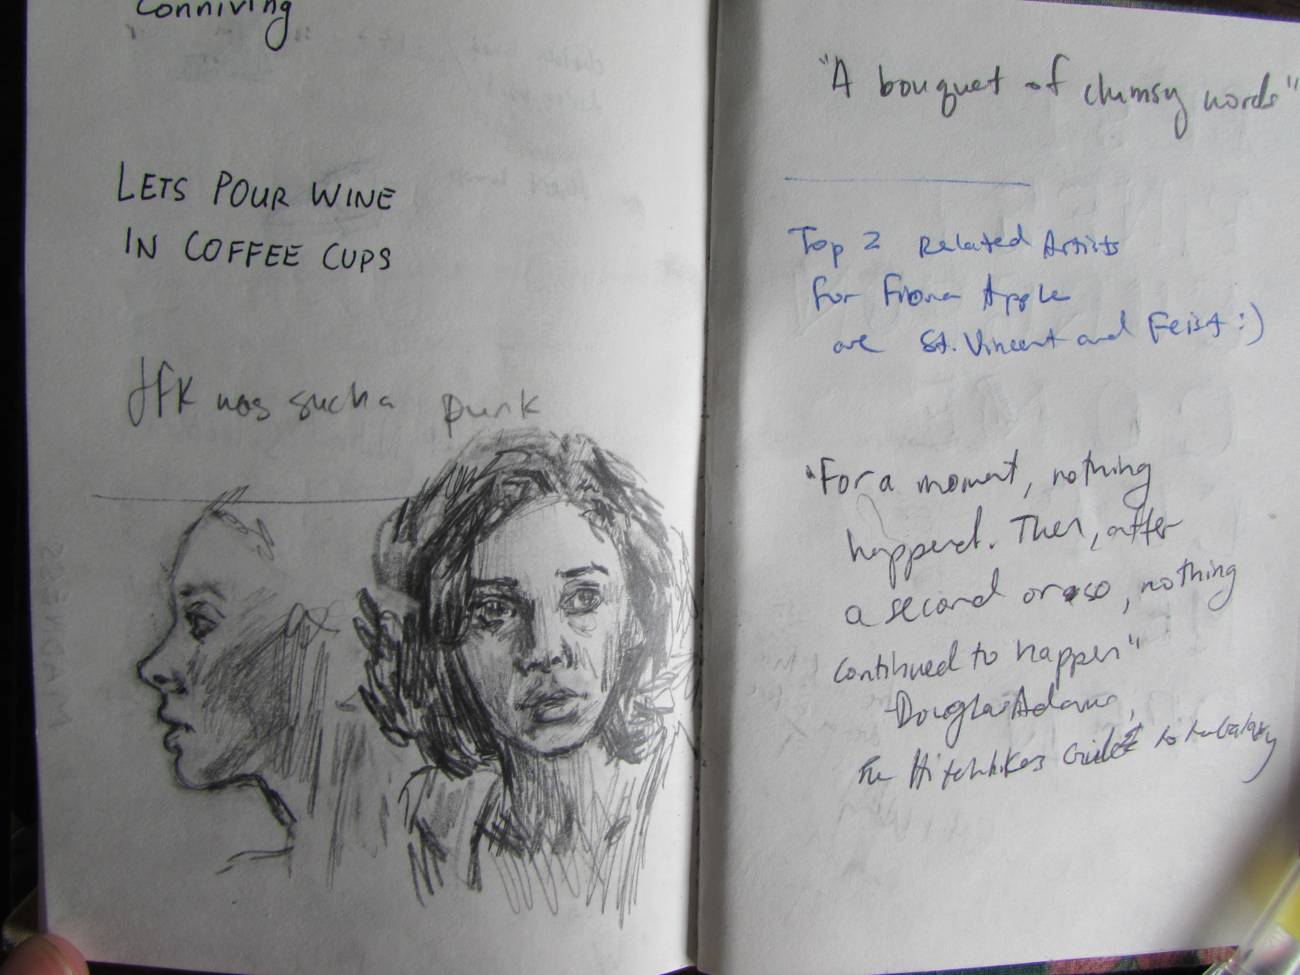 Conniving
LETS POUR WINE
IN COFFEE CUPS
JFK was such a punk
"A bouquet of clumsy words"
Top 2 Related Artists
For Fiona Apple
are St. Vincent and Feist :)
"For a moment, nothing
happened. Then, after
a second or so, nothing
continued to happen"
-Douglas Adams,
The Hitchhikers Guide to the Galaxy
MADNESS